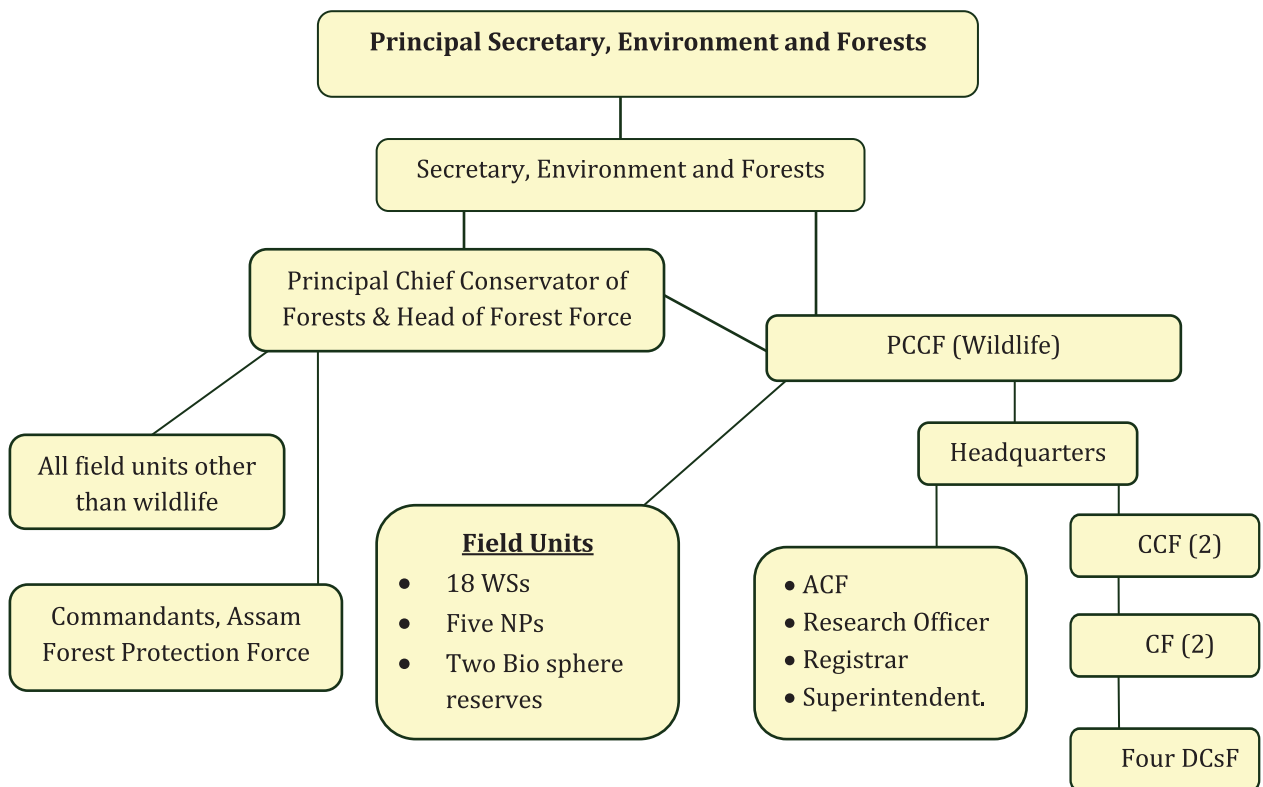 Principal Secretary, Environment and Forests
Secretary, Environment and Forests
Principal Chief Conservator of
Forests & Head of Forest Force
PCCF (Wildlife)
All field units other
than wildlife
Headquarters
Commandants, Assam
Forest Protection Force
Field Units
• 18 WSs
• Five NPs
• Two Bio sphere
reserves
• ACF
• Research Officer
• Registrar
• Superintendent.
CCF (2)
CF (2)
Four DCsF